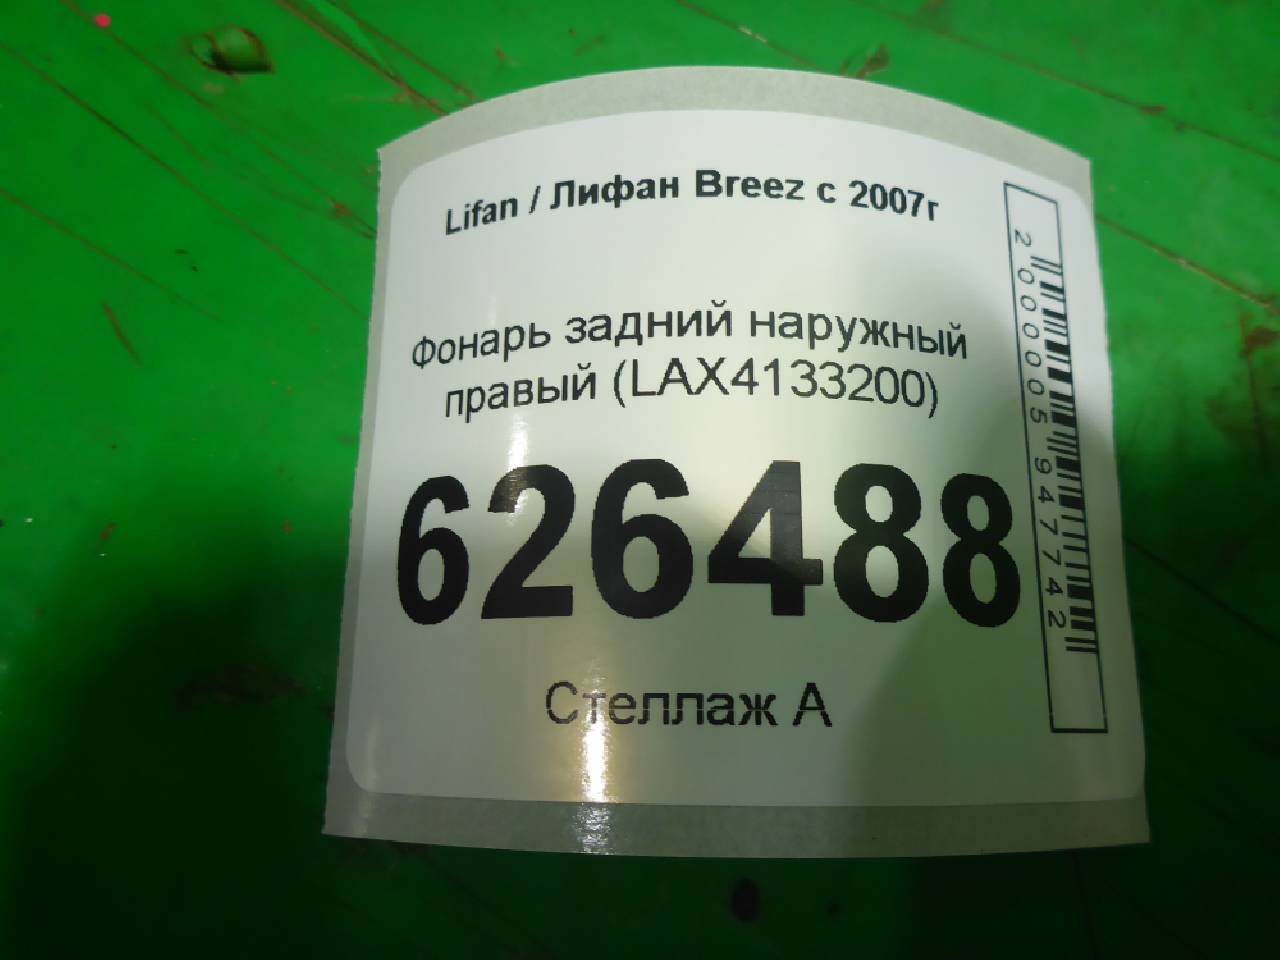 Lifan / Лифан Breez с 2007г
Фонарь задний наружный
правый (LAX4133200)
626488
Стеллаж А
2000005947742